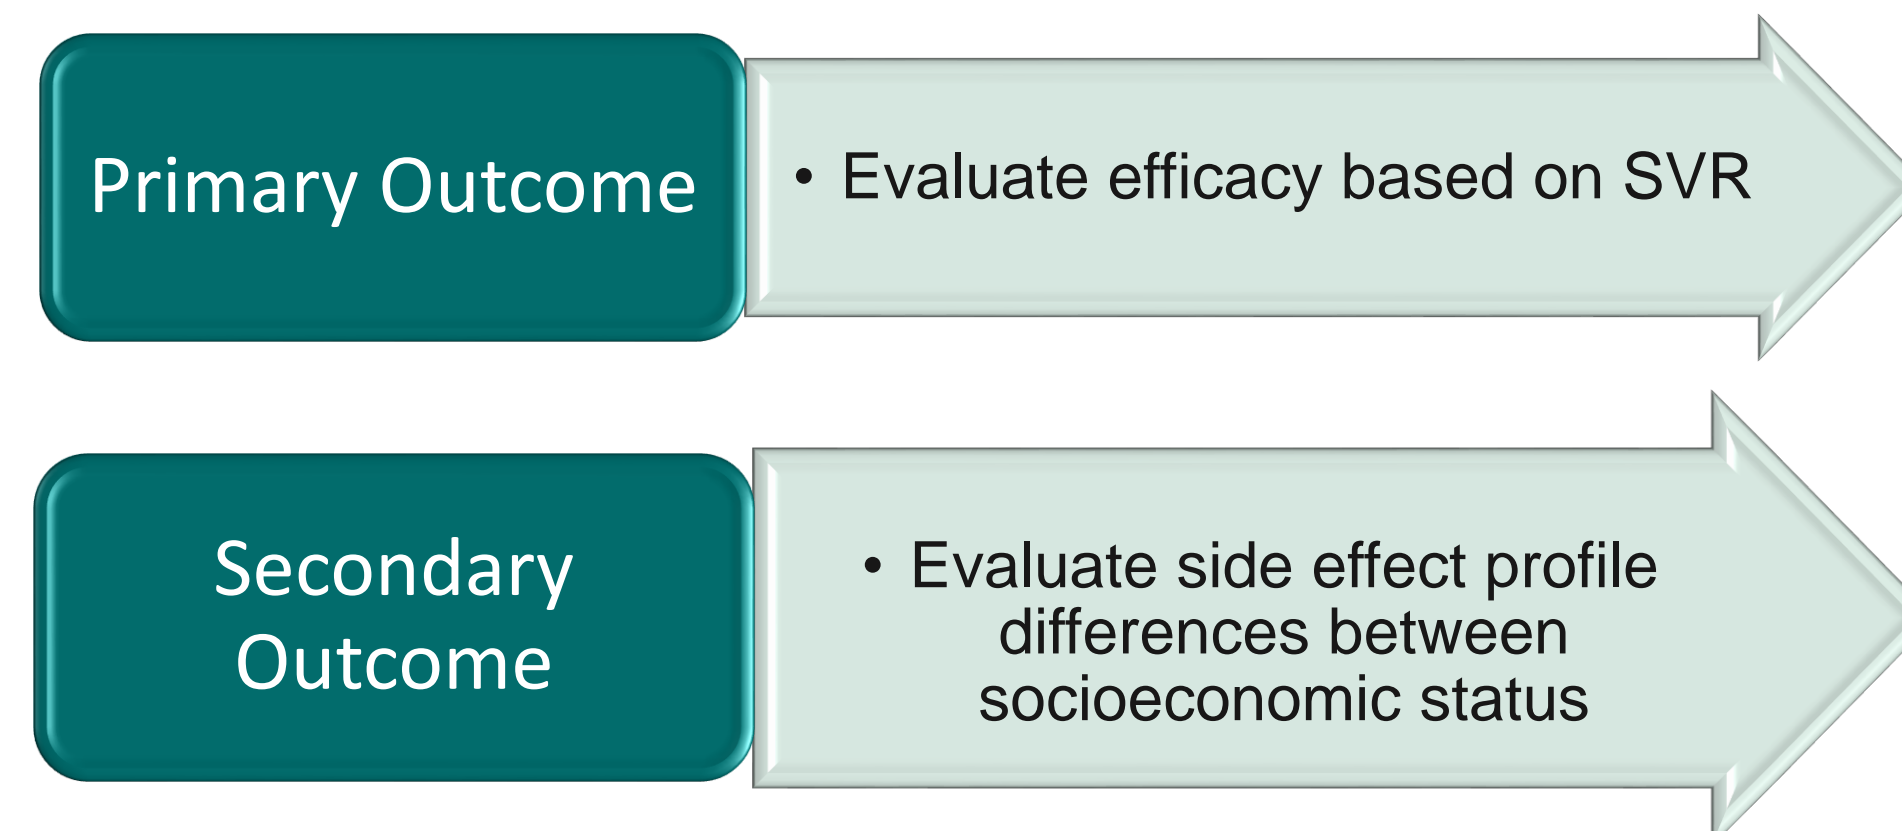 Primary Outcome
• Evaluate efficacy based on SVR
Secondary
Outcome
• Evaluate side effect profile
differences between
socioeconomic status